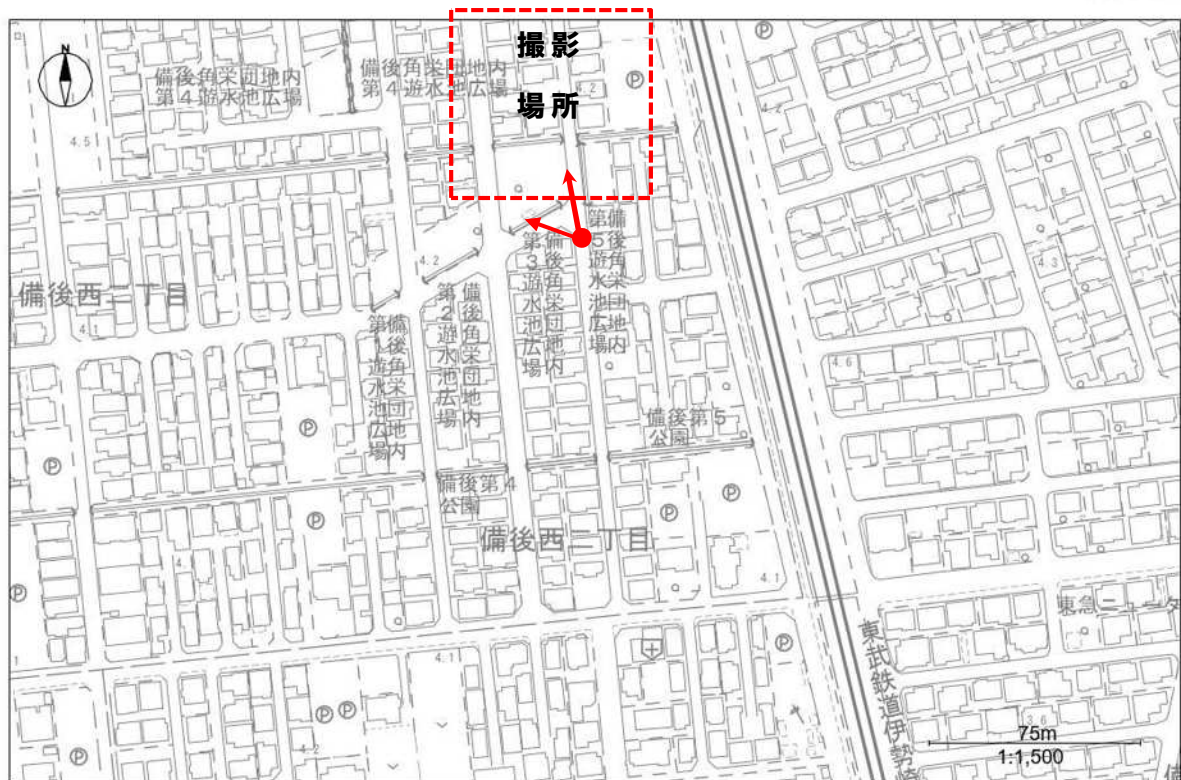 撮影
場所
N
備後角栄団地内
第4遊水池広場
備後角栄団地内
第4遊水池広場
4.2
P
P
4.5
4.2
備後角栄団地内
第5遊水池広場
備後角栄団地内
第3遊水池広場
備後角栄団地内
第2遊水池広場
備後角栄団地内
第1遊水池広場
備後西二丁目
4.1
4.3
4.6
備後第5
公園
P
P
備後第4
公園
P
P
備後西二丁目
P
4.1
東急ニュータ
4.1
P
東武鉄道伊勢崎
P P
P
4.2
3.6
75m
1:1,500